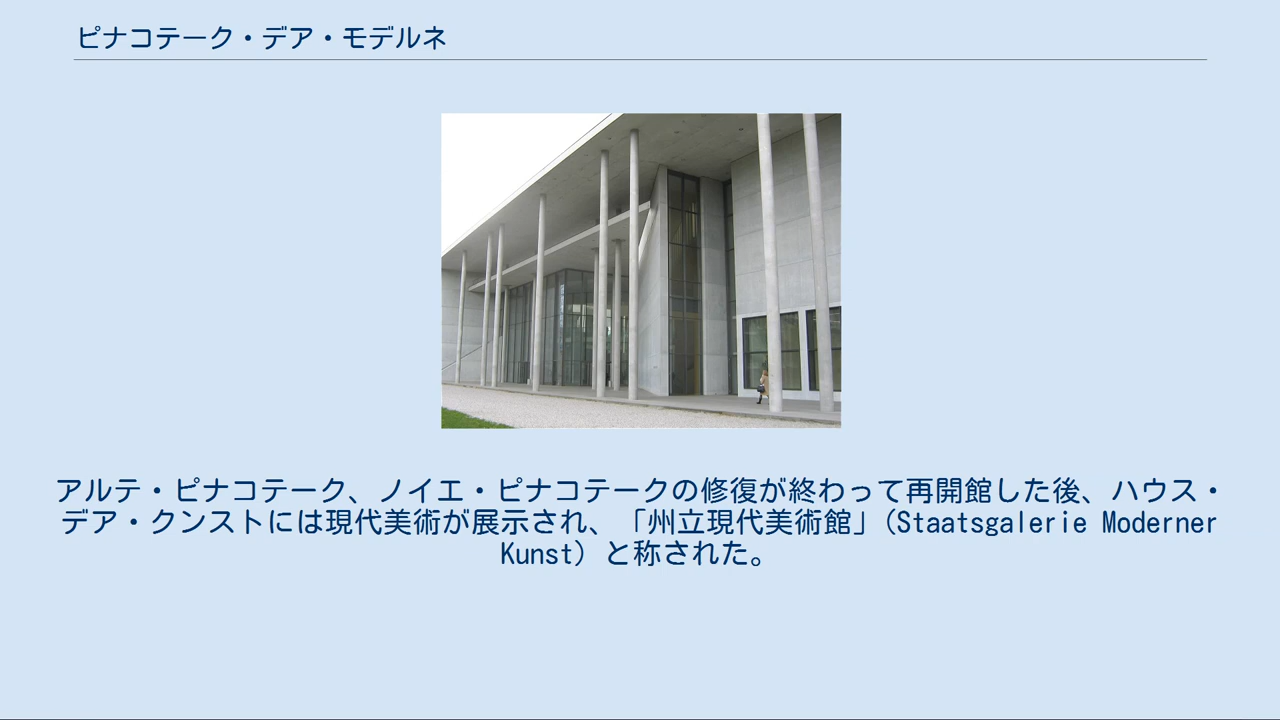 ピナコテーク・デア・モデルネ
アルテ・ピナコテーク、ノイエ・ピナコテークの修復が終わって再開館した後、ハウス・
デア・クンストには現代美術が展示され、「州立現代美術館」（Staatsgalerie Moderner
Kunst）と称された。